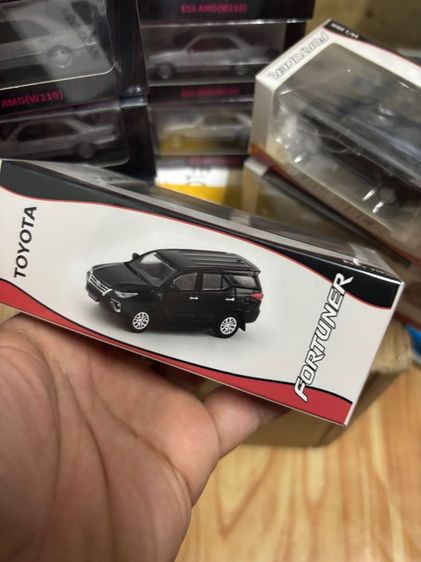 E55 AMG(W210)
AMG(W210)
FORTUNER
TOYOTA
FORTUNER